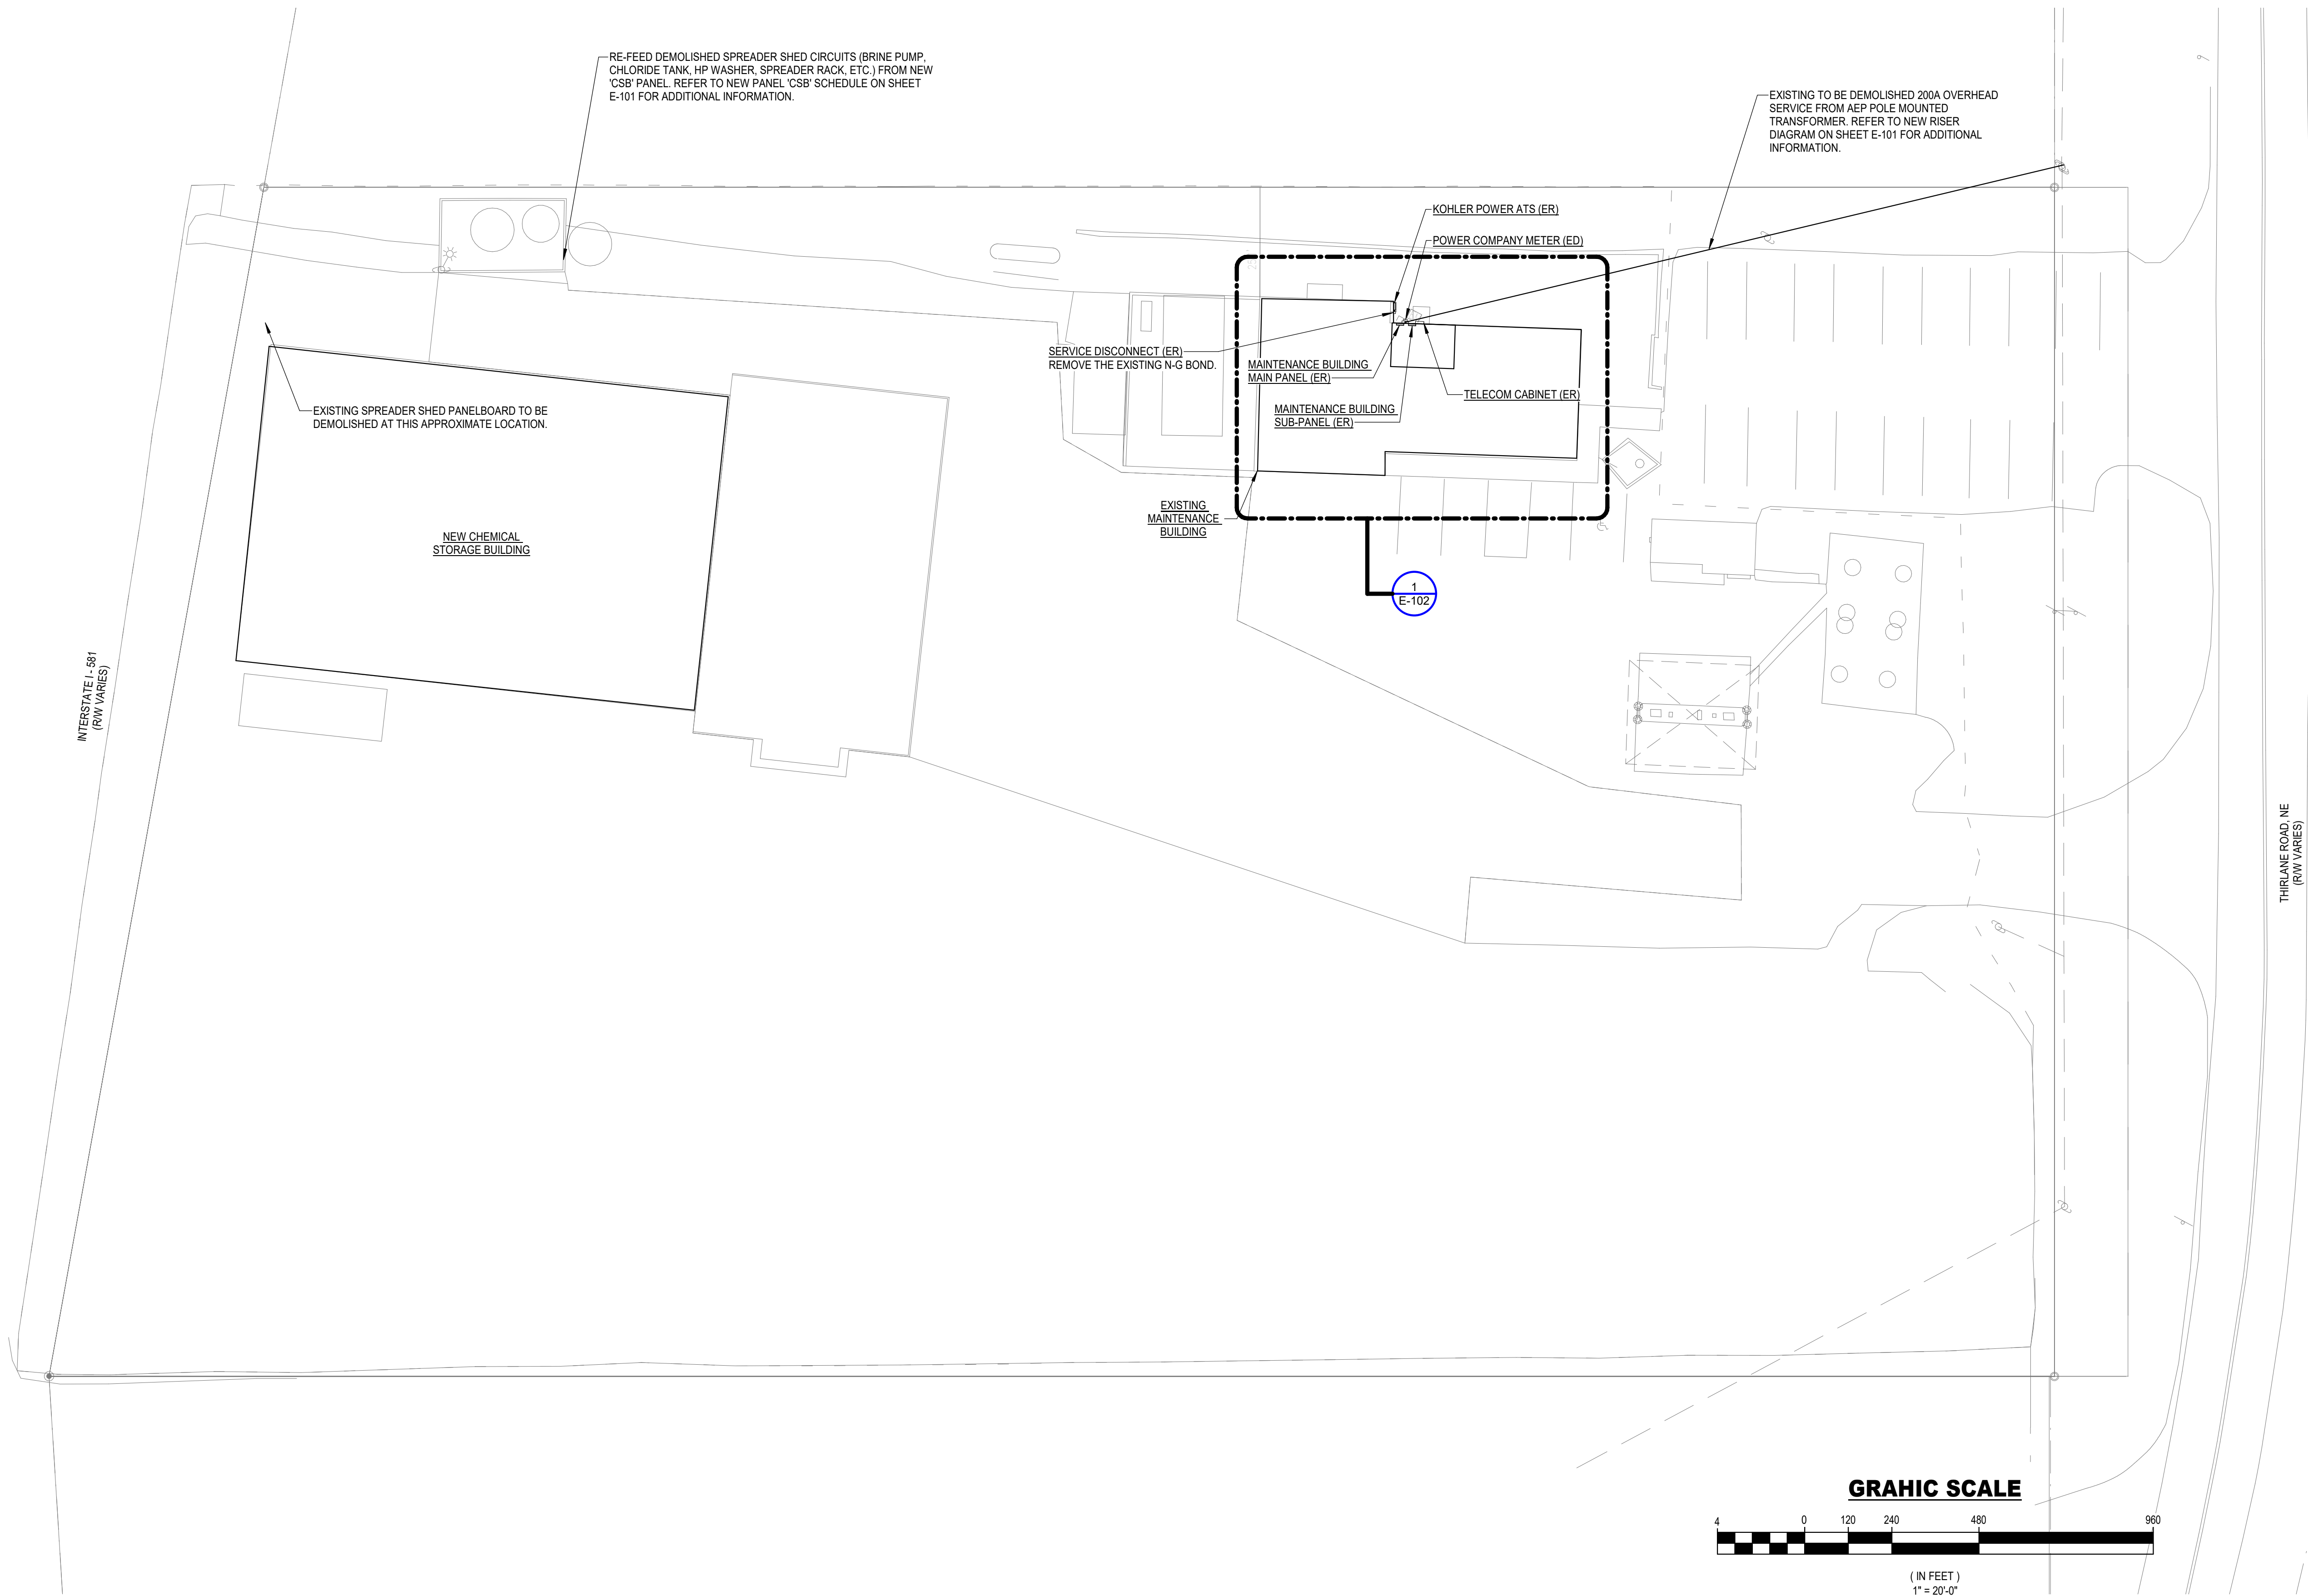 RE-FEED DEMOLISHED SPREADER SHED CIRCUITS (BRINE PUMP,
CHLORIDE TANK, HP WASHER, SPREADER RACK, ETC.) FROM NEW
'CSB' PANEL. REFER TO NEW PANEL 'CSB' SCHEDULE ON SHEET
E-101 FOR ADDITIONAL INFORMATION.
EXISTING TO BE DEMOLISHED 200A OVERHEAD
SERVICE FROM AEP POLE MOUNTED
TRANSFORMER. REFER TO NEW RISER
DIAGRAM ON SHEET E-101 FOR ADDITIONAL
INFORMATION.
KOHLER POWER ATS (ER)
POWER COMPANY METER (ED)
SERVICE DISCONNECT (ER)
REMOVE THE EXISTING N-G BOND.
MAINTENANCE BUILDING
MAIN PANEL (ER)
TELECOM CABINET (ER)
MAINTENANCE BUILDING
SUB-PANEL (ER)
EXISTING SPREADER SHED PANELBOARD TO BE
DEMOLISHED AT THIS APPROXIMATE LOCATION.
EXISTING
MAINTENANCE
BUILDING
NEW CHEMICAL
STORAGE BUILDING
1
E-102
INTERSTATE I - 581
(R/W VARIES)
THIRLANE ROAD, NE
(R/W VARIES)
GRAHIC SCALE
4 0 120 240 480 960
( IN FEET )
1" = 20'-0"